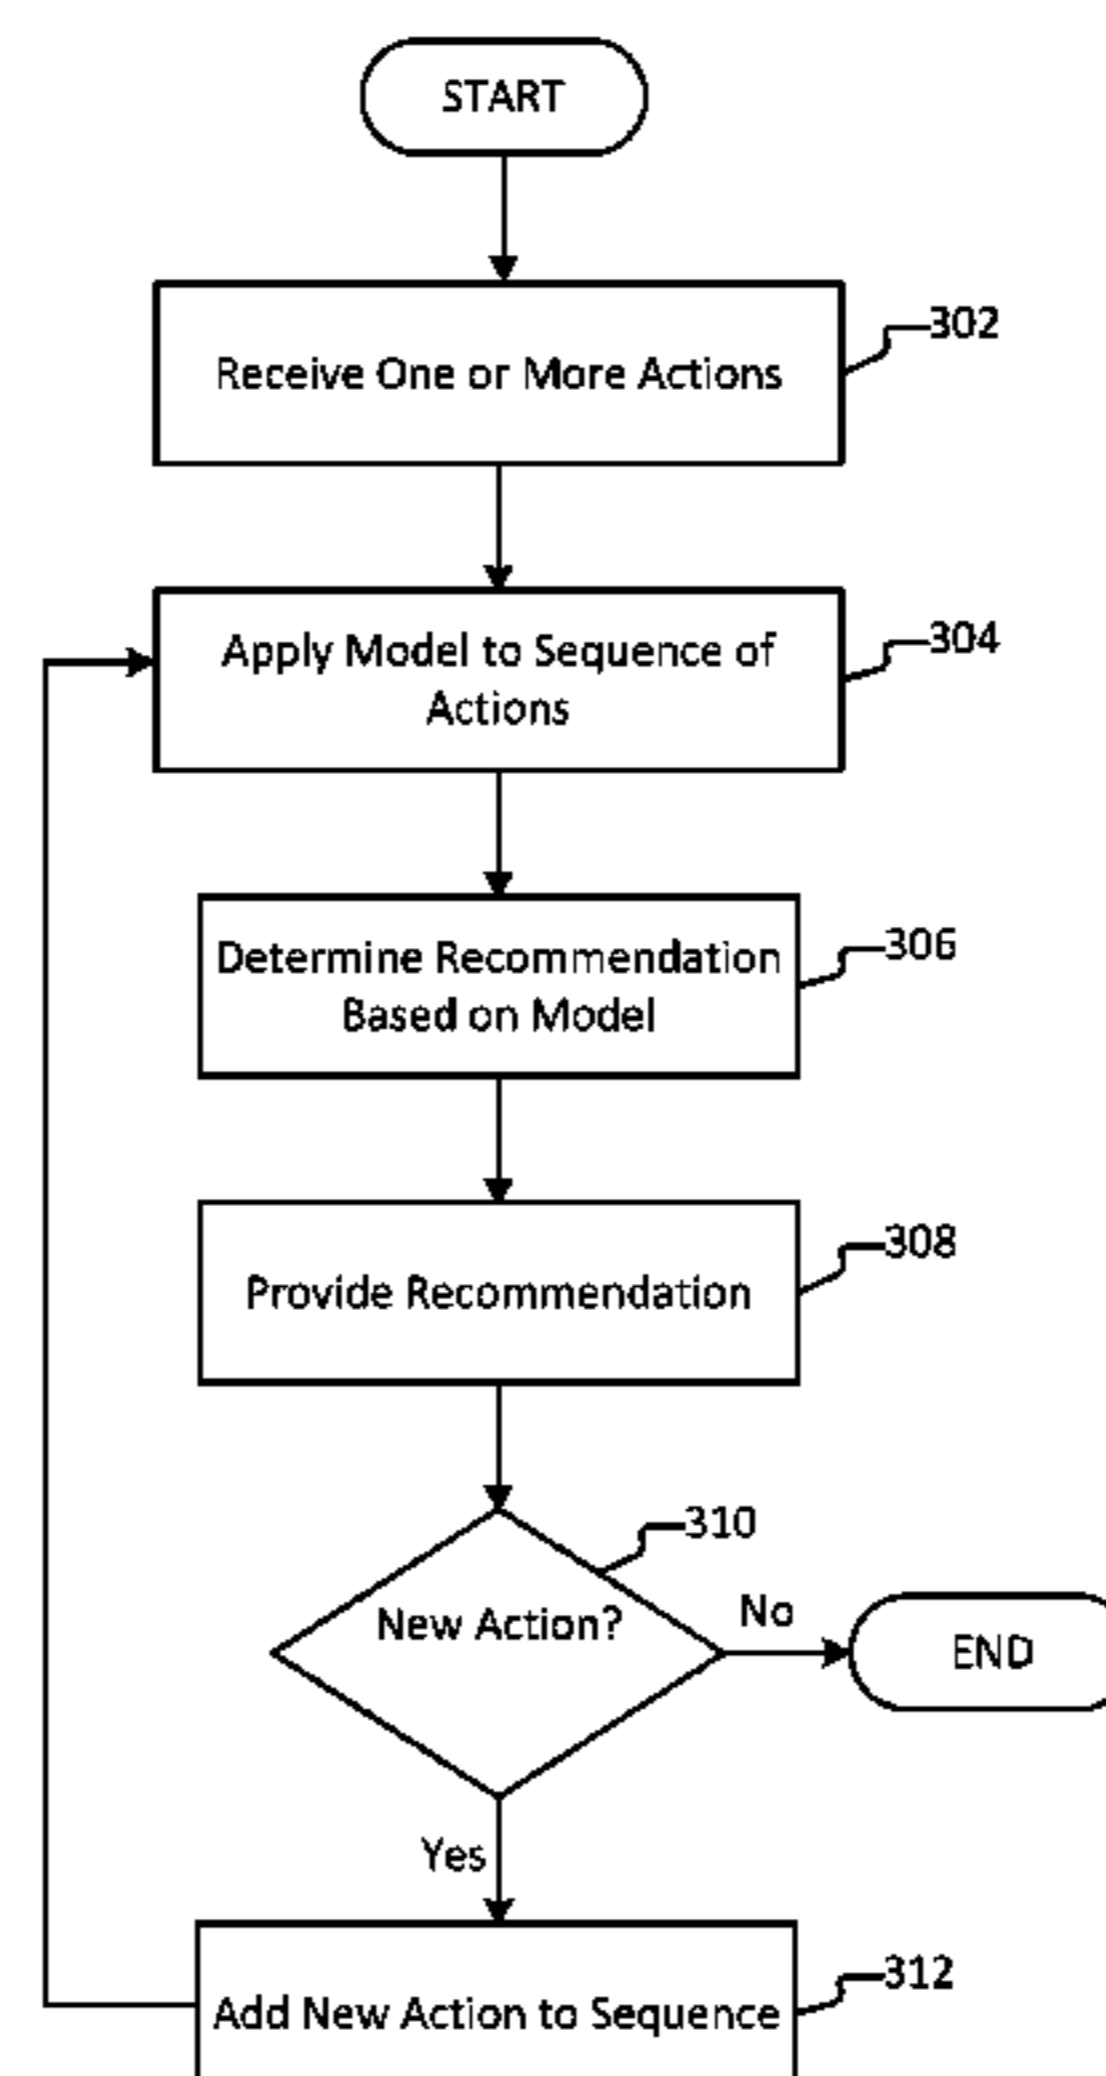 START
Receive One or More Actions
302
Apply Model to Sequence of
Actions
304
Determine Recommendation
Based on Model
306
Provide Recommendation
308
310
New Action?
No
END
Yes
Add New Action to Sequence
312